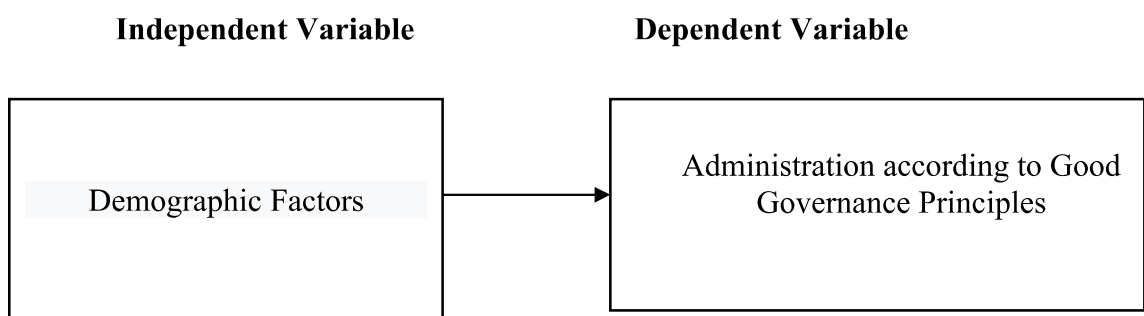 Independent Variable
Dependent Variable
Demographic Factors
Administration according to Good
Governance Principles